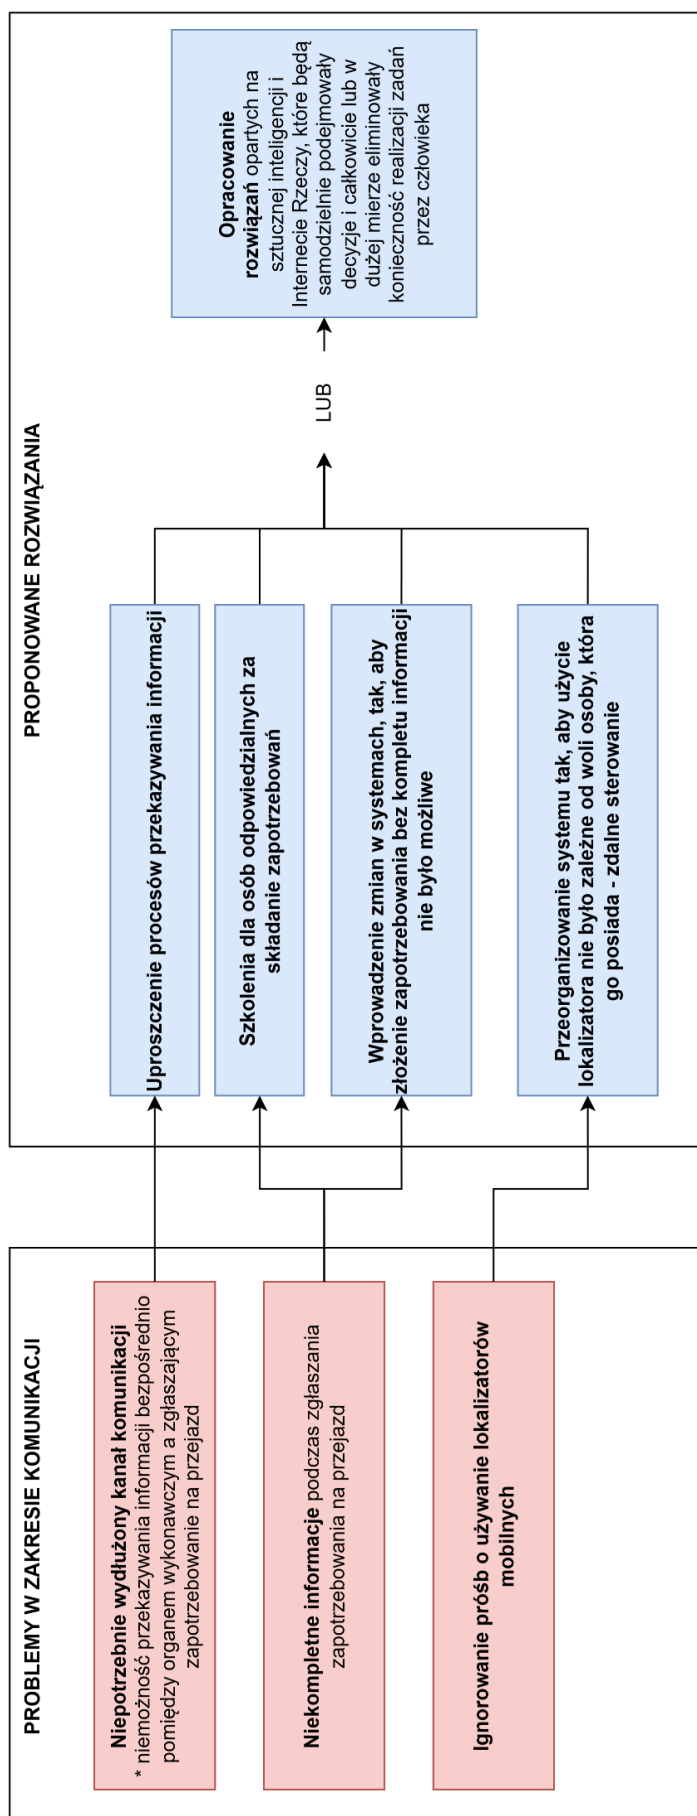 PROBLEMY W ZAKRESIE KOMUNIKACJI
Niepotrzebnie wydłużony kanał komunikacji
* niemożność przekazywania informacji bezpośrednio
pomiędzy organem wykonawczym a zgłaszającym
zapotrzebowanie na przejazd
Niekompletne informacje podczas zgłaszania
zapotrzebowania na przejazd
Ignorowanie próśb o używanie lokalizatorów
mobilnych
PROPONOWANE ROZWIĄZANIA
Uproszczenie procesów przekazywania informacji
Szkolenia dla osób odpowiedzialnych za
składanie zapotrzebowań
Wprowadzenie zmian w systemach, tak, aby
złożenie zapotrzebowania bez kompletu informacji
nie było możliwe
Przeorganizowanie systemu tak, aby użycie
lokalizatora nie było zależne od woli osoby, która
go posiada - zdalne sterowanie
LUB
Opracowanie
rozwiązań opartych na
sztucznej inteligencji i
Internecie Rzeczy, które będą
samodzielnie podejmowały
decyzje i całkowicie lub w
dużej mierze eliminowały
konieczność realizacji zadań
przez człowieka